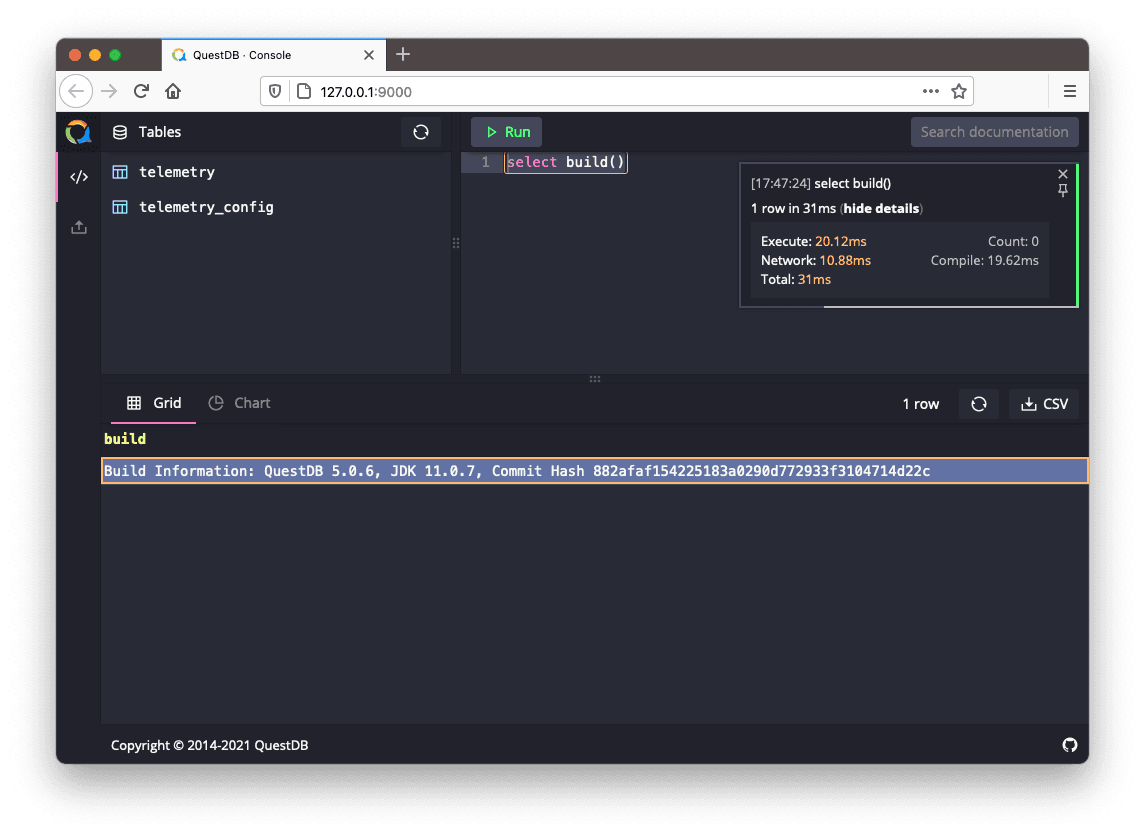 QuestDB · Console
127.0.0.1:9000
Tables
Run
Search documentation
telemetry
telemetry_config
1 select build()
[17:47:24] select build()
1 row in 31ms (hide details)
Execute: 20.12ms Count: 0
Network: 10.88ms Compile: 19.62ms
Total: 31ms
Grid Chart 1 row CSV
build
Build Information: QuestDB 5.0.6, JDK 11.0.7, Commit Hash 882afaf154225183a0290d772933f3104714d22c
Copyright © 2014-2021 QuestDB